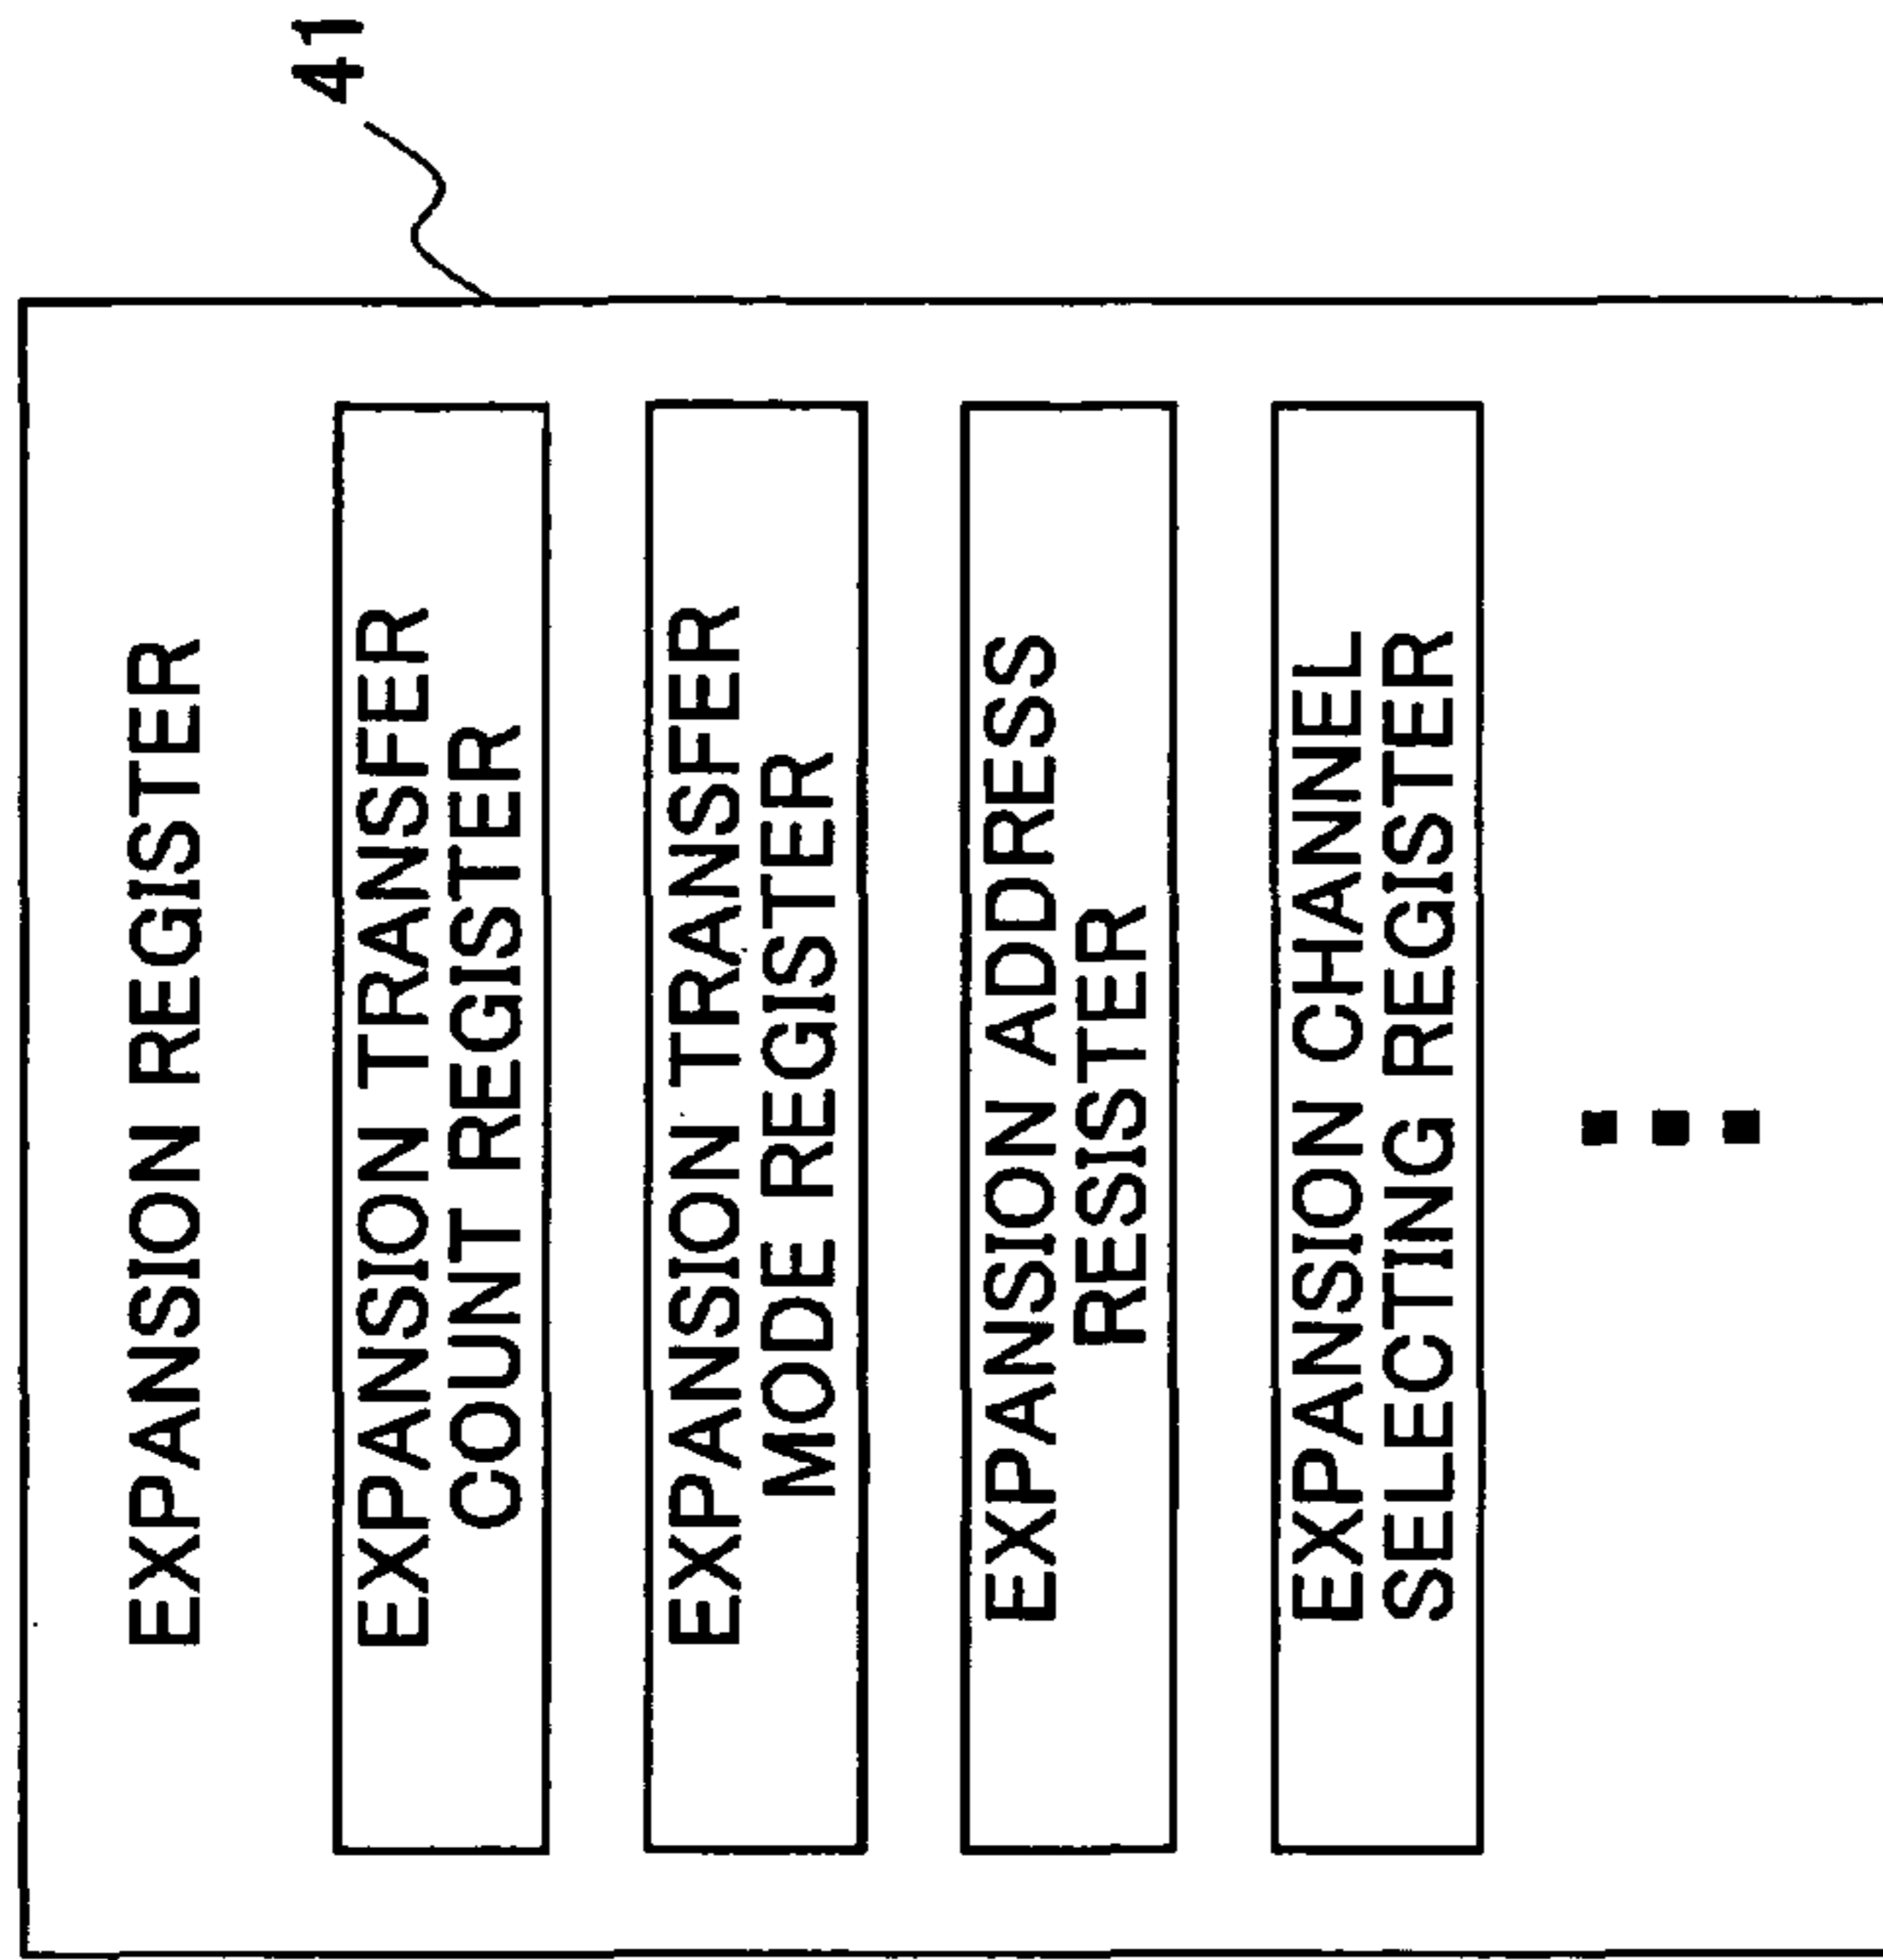 41
EXPANSION REGISTER
EXPANSION TRANSFER
COUNT REGISTER
EXPANSION TRANSFER
MODE REGISTER
EXPANSION ADDRESS
RESISTER
EXPANSION CHANNEL
SELECTING REGISTER